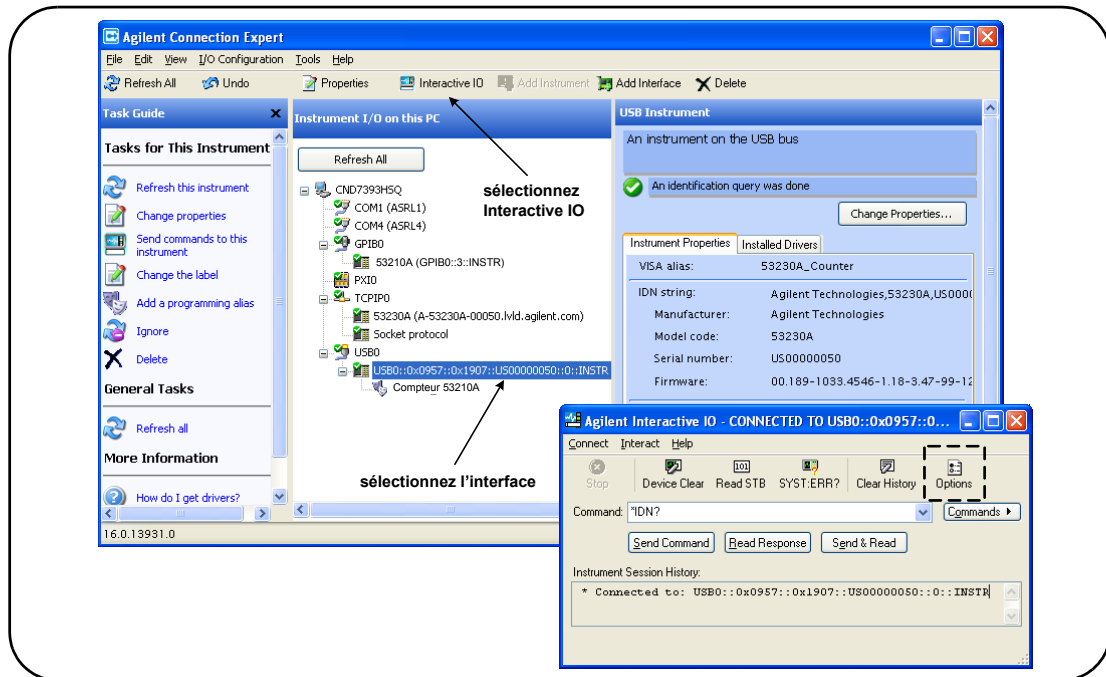 Agilent Connection Expert
File Edit View I/O Configuration Tools Help
Refresh All Undo Properties Interactive IO Add Instrument Add Interface Delete
Task Guide
Tasks for This Instrument
Refresh this instrument
Change properties
Send commands to this
instrument
Change the label
Add a programming alias
Ignore
Delete
General Tasks
Refresh all
More Information
How do I get drivers?
16.0.13931.0
Instrument I/O on this PC
Refresh All
CND7393HSQ
COM1 (ASRL1)
COM4 (ASRL4)
GPIB0
53210A (GPIB0::3::INSTR)
PXI0
TCPIP0
53230A (A-53230A-00050.lvld.agilent.com)
Socket protocol
USB0
USB0::0x0957::0x1907::US00000050::0::INSTR
Compteur 53210A
sélectionnez
Interactive IO
sélectionnez l'interface
USB Instrument
An instrument on the USB bus
An identification query was done
Change Properties...
Instrument Properties Installed Drivers
VISA alias: 53230A_Counter
IDN string: Agilent Technologies,53230A,US0000
Manufacturer: Agilent Technologies
Model code: 53230A
Serial number: US00000050
Firmware: 00.189-1033.4546-1.18-3.47-99-12
Agilent Interactive IO - CONNECTED TO USB0::0x0957::0...
Connect Interact Help
Stop Device Clear Read STB SYST:ERR? Clear History Options
Command: *IDN? Commands
Send Command Read Response Send & Read
Instrument Session History:
* Connected to: USB0::0x0957::0x1907::US00000050::0::INSTR